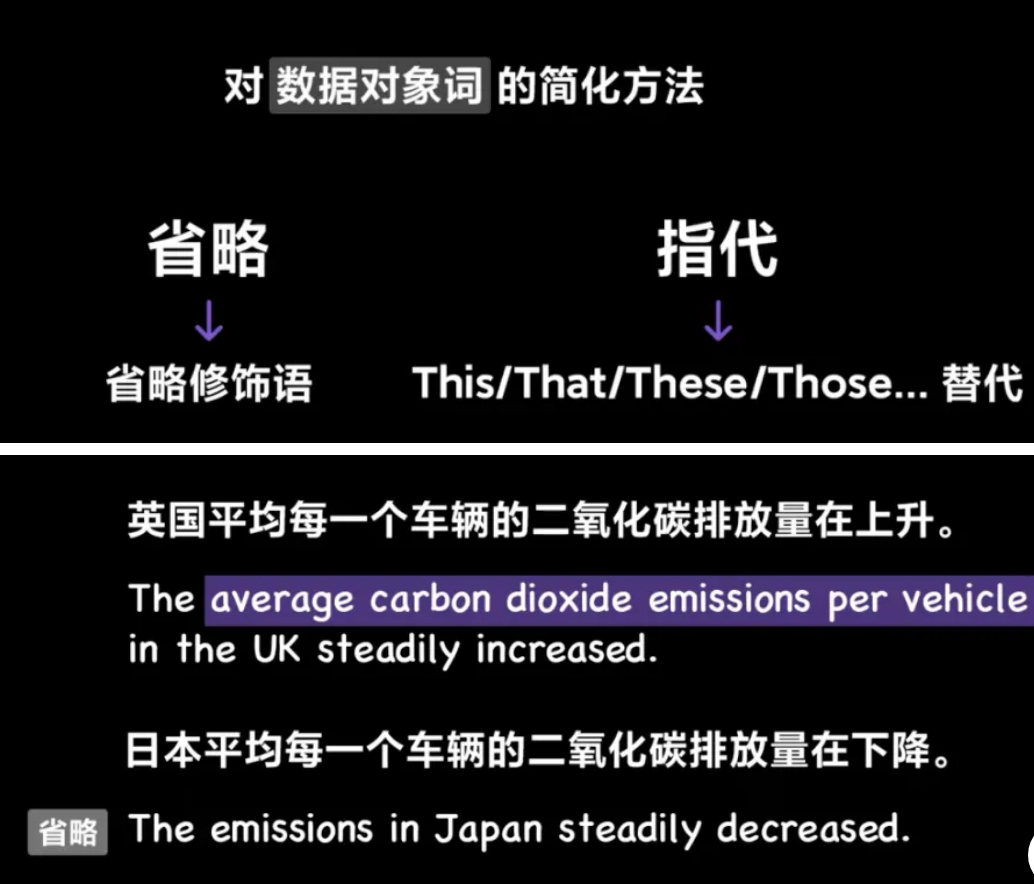 对 数据对象词 的简化方法
省略
指代
省略修饰语
This/That/These/Those... 替代
英国平均每一个车辆的二氧化碳排放量在上升。
The average carbon dioxide emissions per vehicle
in the UK steadily increased.
日本平均每一个车辆的二氧化碳排放量在下降。
省略 The emissions in Japan steadily decreased.